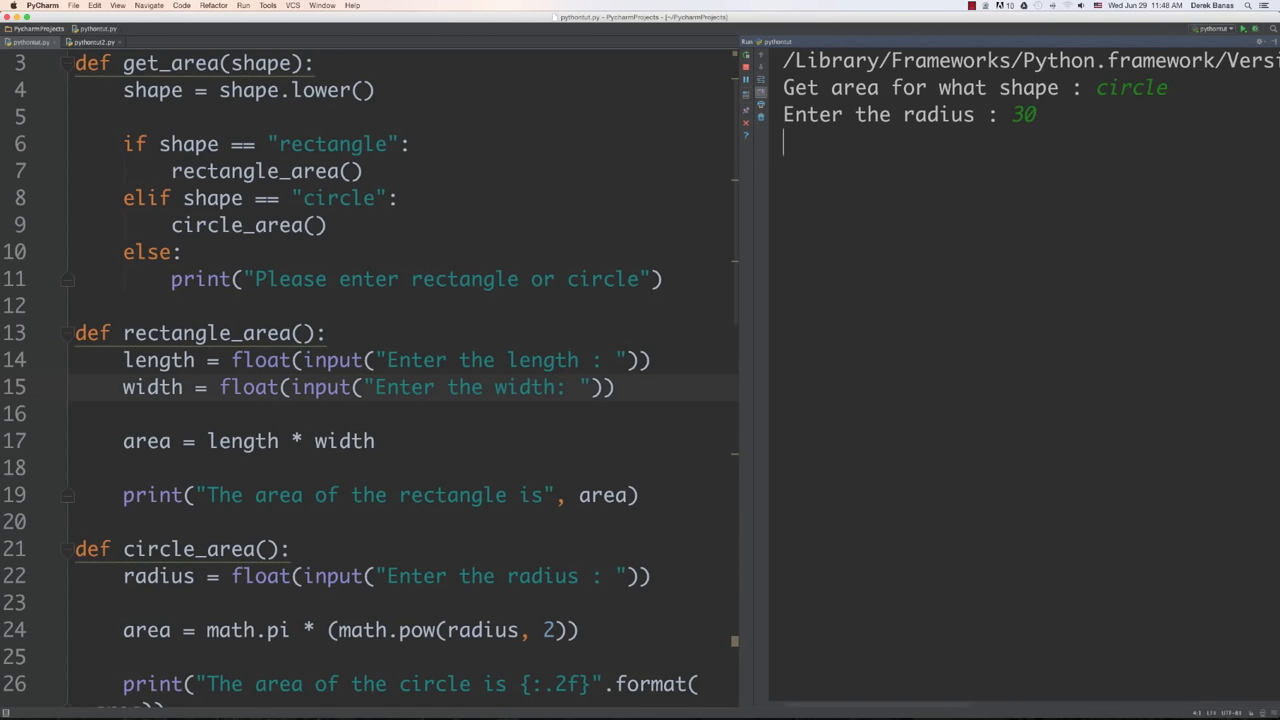 PyCharm File Edit View Navigate Code Refactor Run Tools VCS Window Help
10 Wed Jun 29 11:48 AM Derek Banas
pythontut.py - PycharmProjects - [~/PycharmProjects]
PycharmProjects pythontut.py
pythontut
pythontut.py pythontut2.py
Run pythontut
3 def get_area(shape):
4 shape = shape.lower()
5
6 if shape == "rectangle":
7 rectangle_area()
8 elif shape == "circle":
9 circle_area()
10 else:
11 print("Please enter rectangle or circle")
12
13 def rectangle_area():
14 length = float(input("Enter the length : "))
15 width = float(input("Enter the width: "))
16
17 area = length * width
18
19 print("The area of the rectangle is", area)
20
21 def circle_area():
22 radius = float(input("Enter the radius : "))
23
24 area = math.pi * (math.pow(radius, 2))
25
26 print("The area of the circle is {:.2f}".format(
/Library/Frameworks/Python.framework/Versi
Get area for what shape : circle
Enter the radius : 30
4:1 LF÷ UTF-8÷